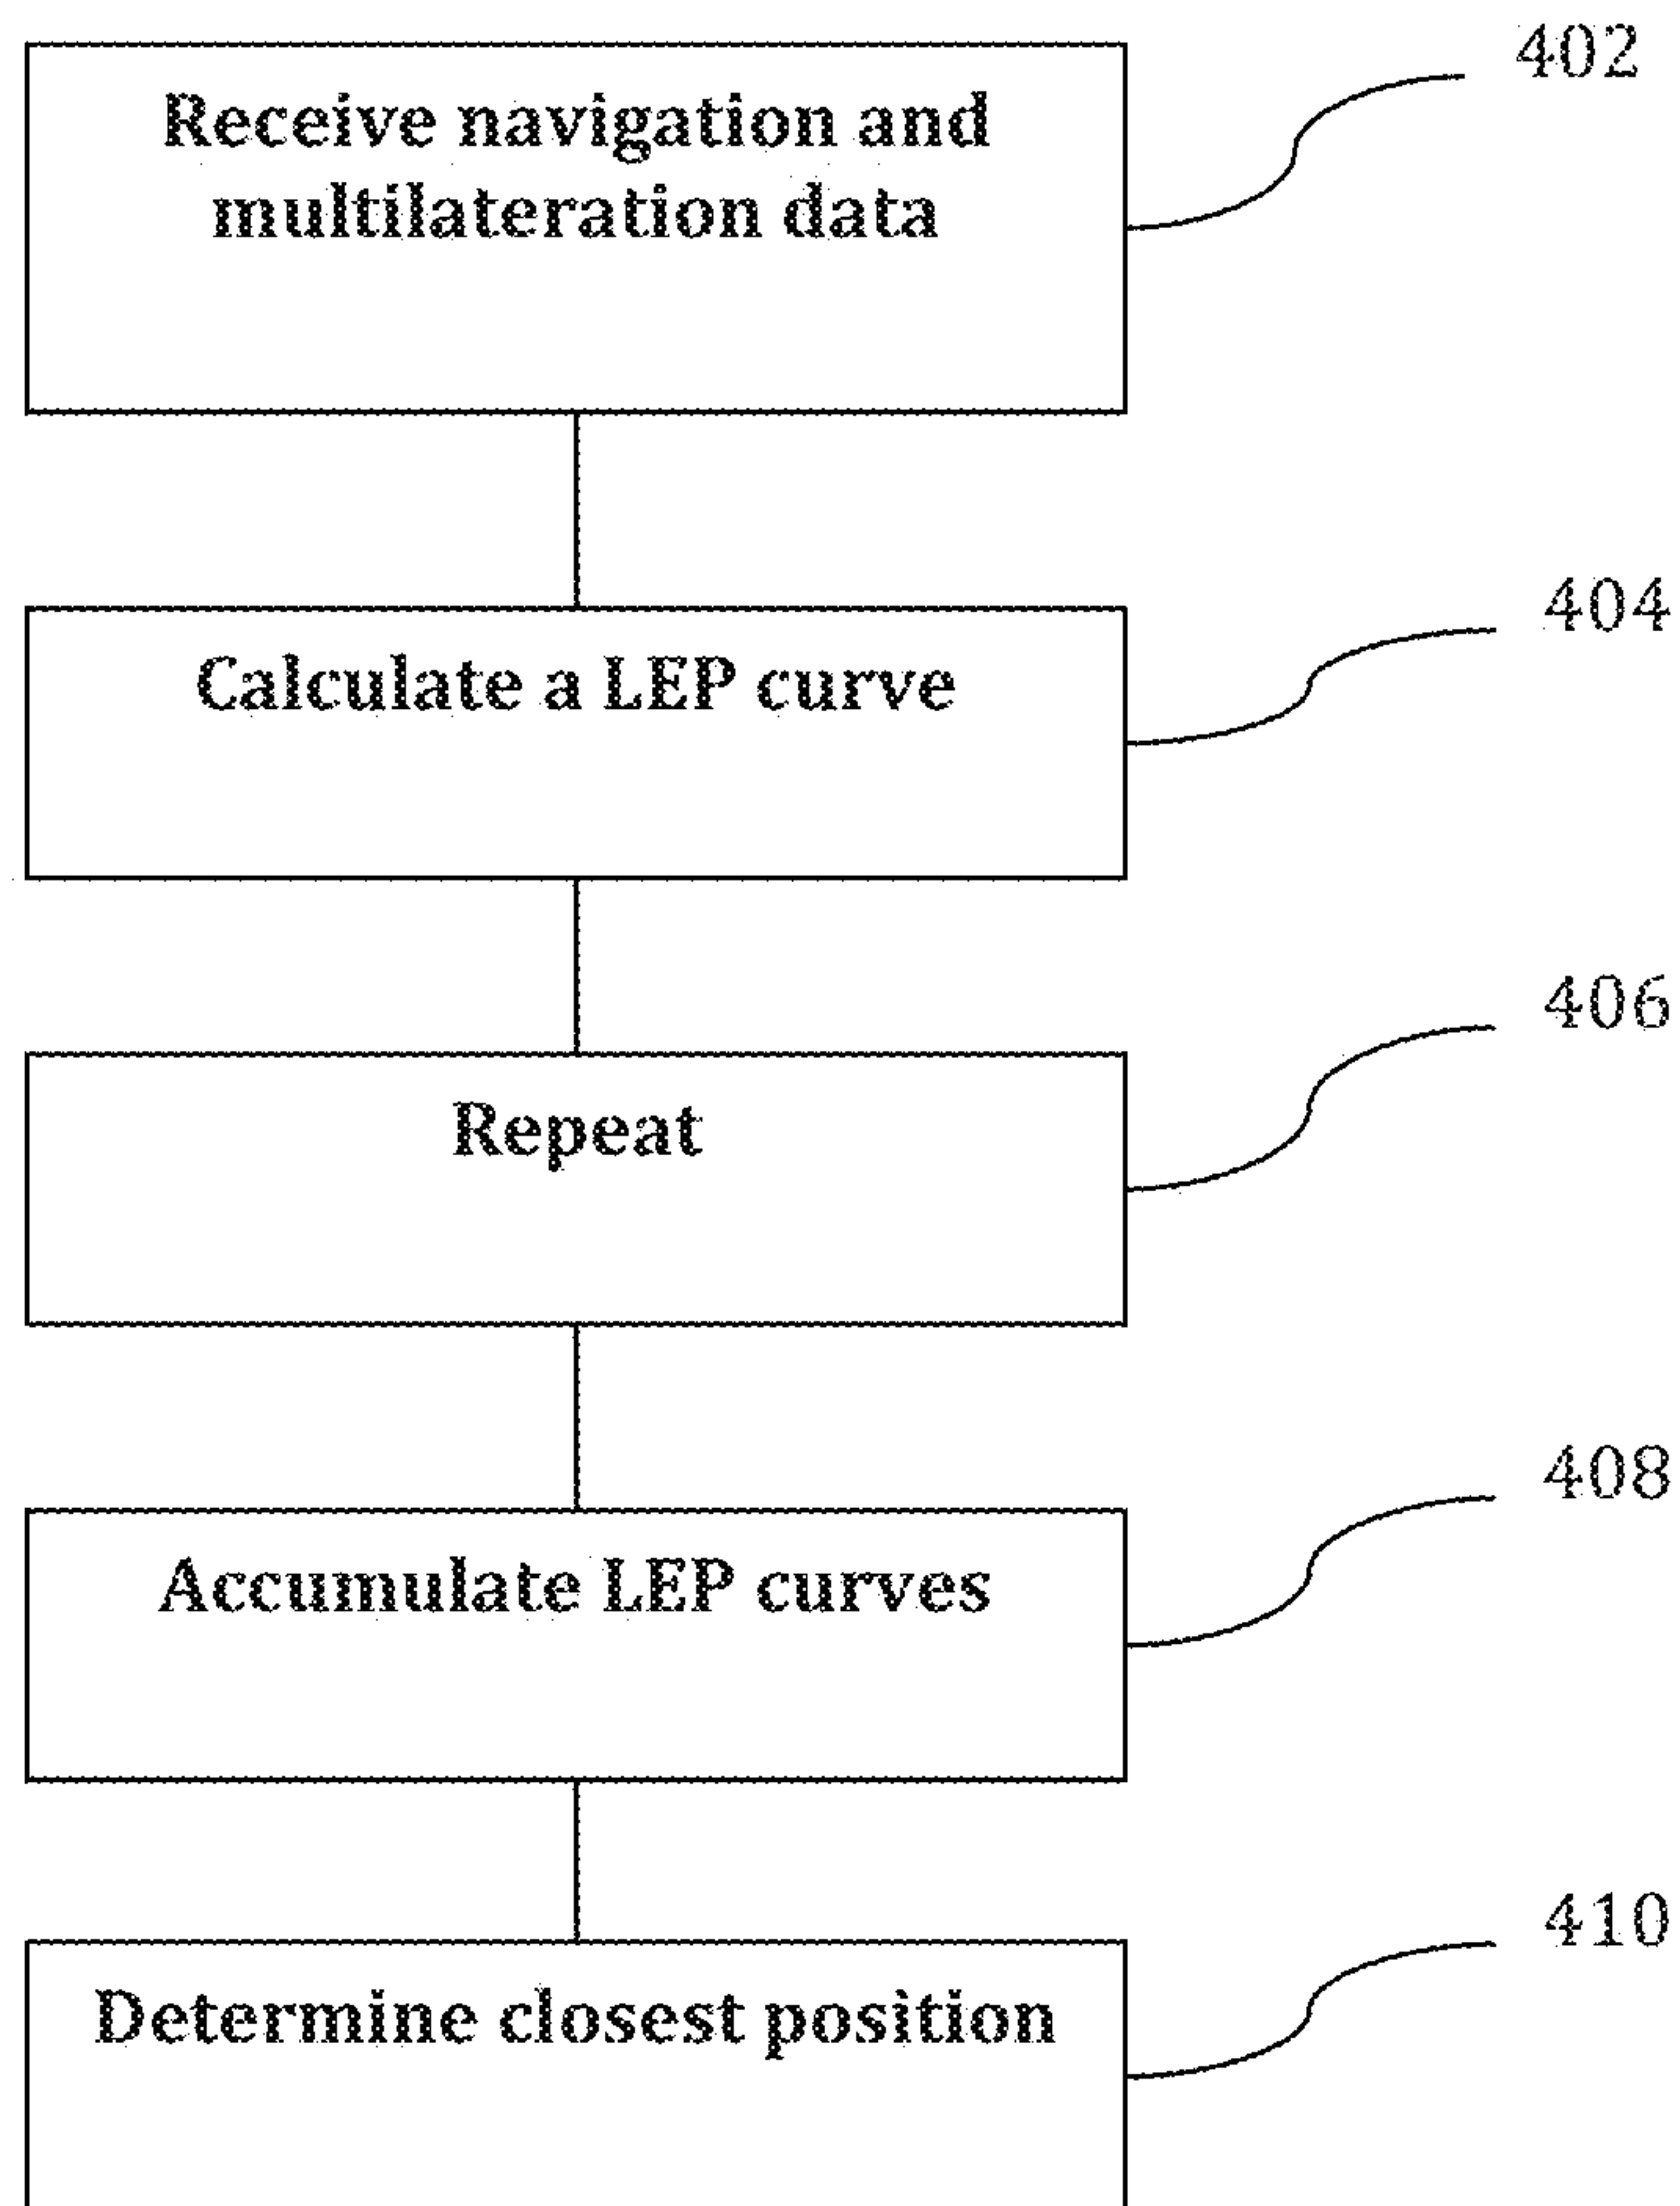 402
Receive navigation and
multilateration data
404
Calculate a LEP curve
406
Repeat
408
Accumulate LEP curves
410
Determine closest position